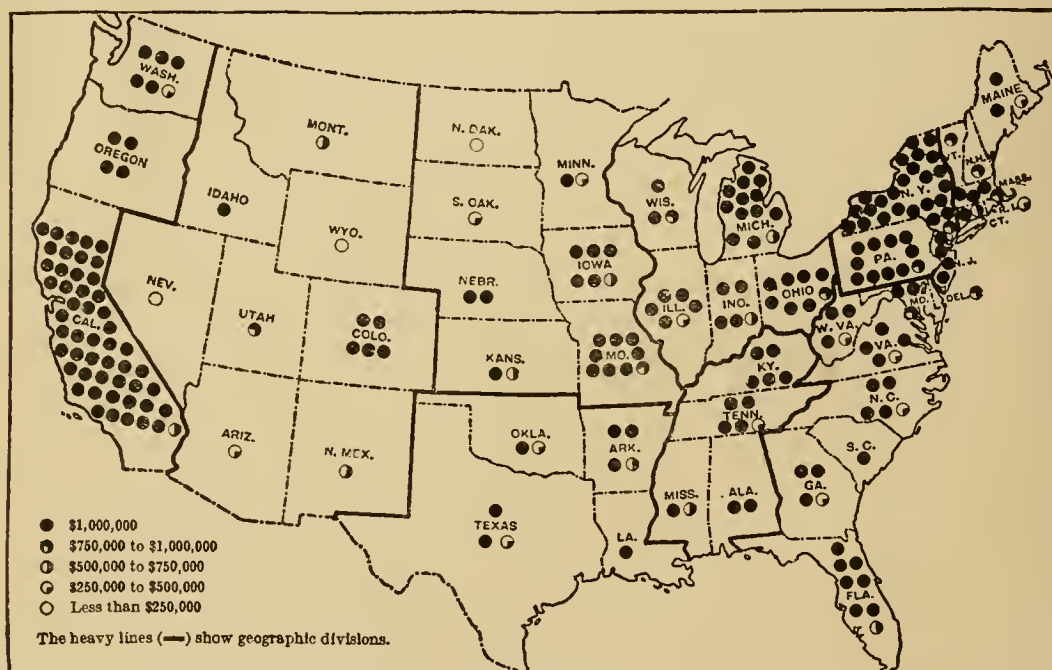 WASH.
OREGON
CAL.
NEV.
IDAHO
MONT.
WYO.
UTAH
COLO.
ARIZ.
N. MEX.
N. DAK.
S. DAK.
NEBR.
KANS.
OKLA.
TEXAS
MINN.
IOWA
MO.
ARK.
LA.
WIS.
ILL.
MICH.
IND.
OHIO
KY.
TENN.
MISS.
ALA.
GA.
FLA.
S. C.
N. C.
VA.
W. VA.
MD.
DEL.
PA.
N. J.
N. Y.
CT.
R. I.
MASS.
VT.
N. H.
MAINE
$1,000,000
$750,000 to $1,000,000
$500,000 to $750,000
$250,000 to $500,000
Less than $250,000
The heavy lines (━) show geographic divisions.